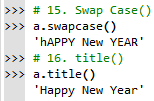 >>> # 15. Swap Case()
>>> a.swapcase()
'hAPPY New YEAR'
>>> # 16. title()
>>> a.title()
'Happy New Year'